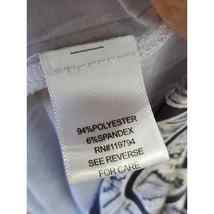 94%POLYESTER
6%SPANDEX
RN#119794
SEE REVERSE
FOR CARE